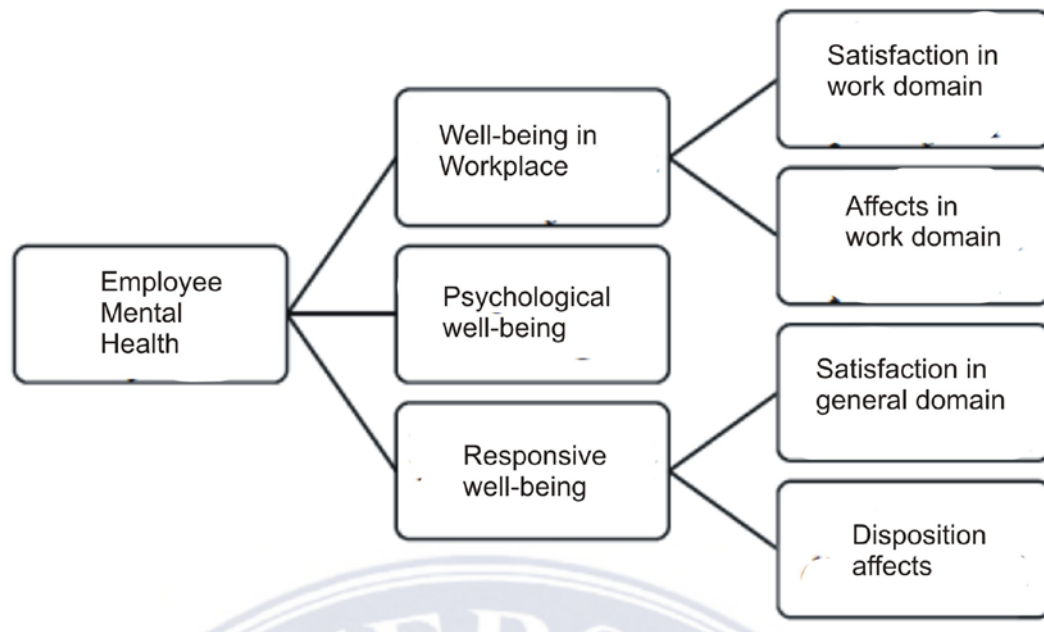 Satisfaction in
work domain
Well-being in
Workplace
Affects in
work domain
Employee
Mental
Health
Psychological
well-being
Satisfaction in
general domain
Responsive
well-being
Disposition
affects